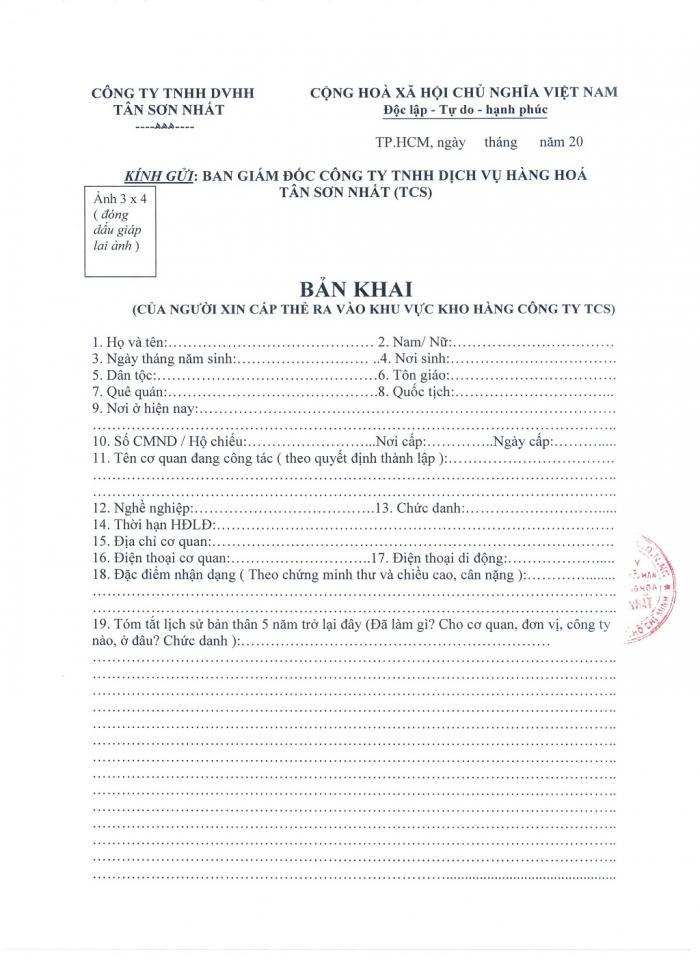 CÔNG TY TNHH DVHH
TÂN SƠN NHẤT
CỘNG HOÀ XÃ HỘI CHỦ NGHĨA VIỆT NAM
Độc lập - Tự do - hạnh phúc
TP.HCM, ngày tháng năm 20
KÍNH GỬI: BAN GIÁM ĐỐC CÔNG TY TNHH DỊCH VỤ HÀNG HOÁ
TÂN SƠN NHẤT (TCS)
Ảnh 3 x 4
( đóng
dấu giáp
lai ảnh )
BẢN KHAI
(CỦA NGƯỜI XIN CẤP THẺ RA VÀO KHU VỰC KHO HÀNG CÔNG TY TCS)
1. Họ và tên:……………………………… 2. Nam/ Nữ:………………………
3. Ngày tháng năm sinh:…………………… ..4. Nơi sinh:………………………
5. Dân tộc:………………………………6. Tôn giáo:………………………
7. Quê quán:………………………………8. Quốc tịch:………………………
9. Nơi ở hiện nay:………………………………………………………………
10. Số CMND / Hộ chiếu:…………………...Nơi cấp:…………..Ngày cấp:………......
11. Tên cơ quan đang công tác ( theo quyết định thành lập ):………………………
12. Nghề nghiệp:………………………………….13. Chức danh:………………………
14. Thời hạn HĐLĐ:………………………………………………………………
15. Địa chỉ cơ quan:………………………………………………………………
16. Điện thoại cơ quan:……………………17. Điện thoại di động:………………......
18. Đặc điểm nhận dạng ( Theo chứng minh thư và chiều cao, cân nặng ):…………........
19. Tóm tắt lịch sử bản thân 5 năm trở lại đây (Đã làm gì? Cho cơ quan, đơn vị, công ty
nào, ở đâu? Chức danh ):………………………………………………
NHẤT
HỒ CHÍ MINH